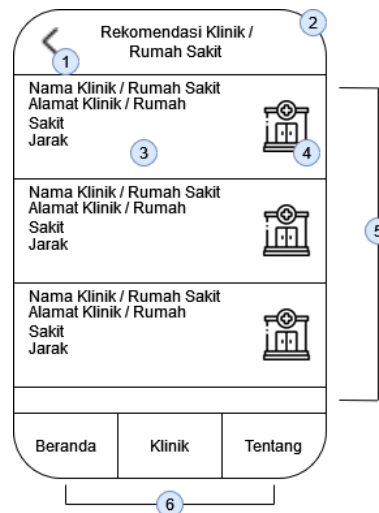 Rekomendasi Klinik /
Rumah Sakit
2
1
Nama Klinik / Rumah Sakit
Alamat Klinik / Rumah
Sakit
Jarak
3
4
5
Nama Klinik / Rumah Sakit
Alamat Klinik / Rumah
Sakit
Jarak
Nama Klinik / Rumah Sakit
Alamat Klinik / Rumah
Sakit
Jarak
Beranda Klinik Tentang
6